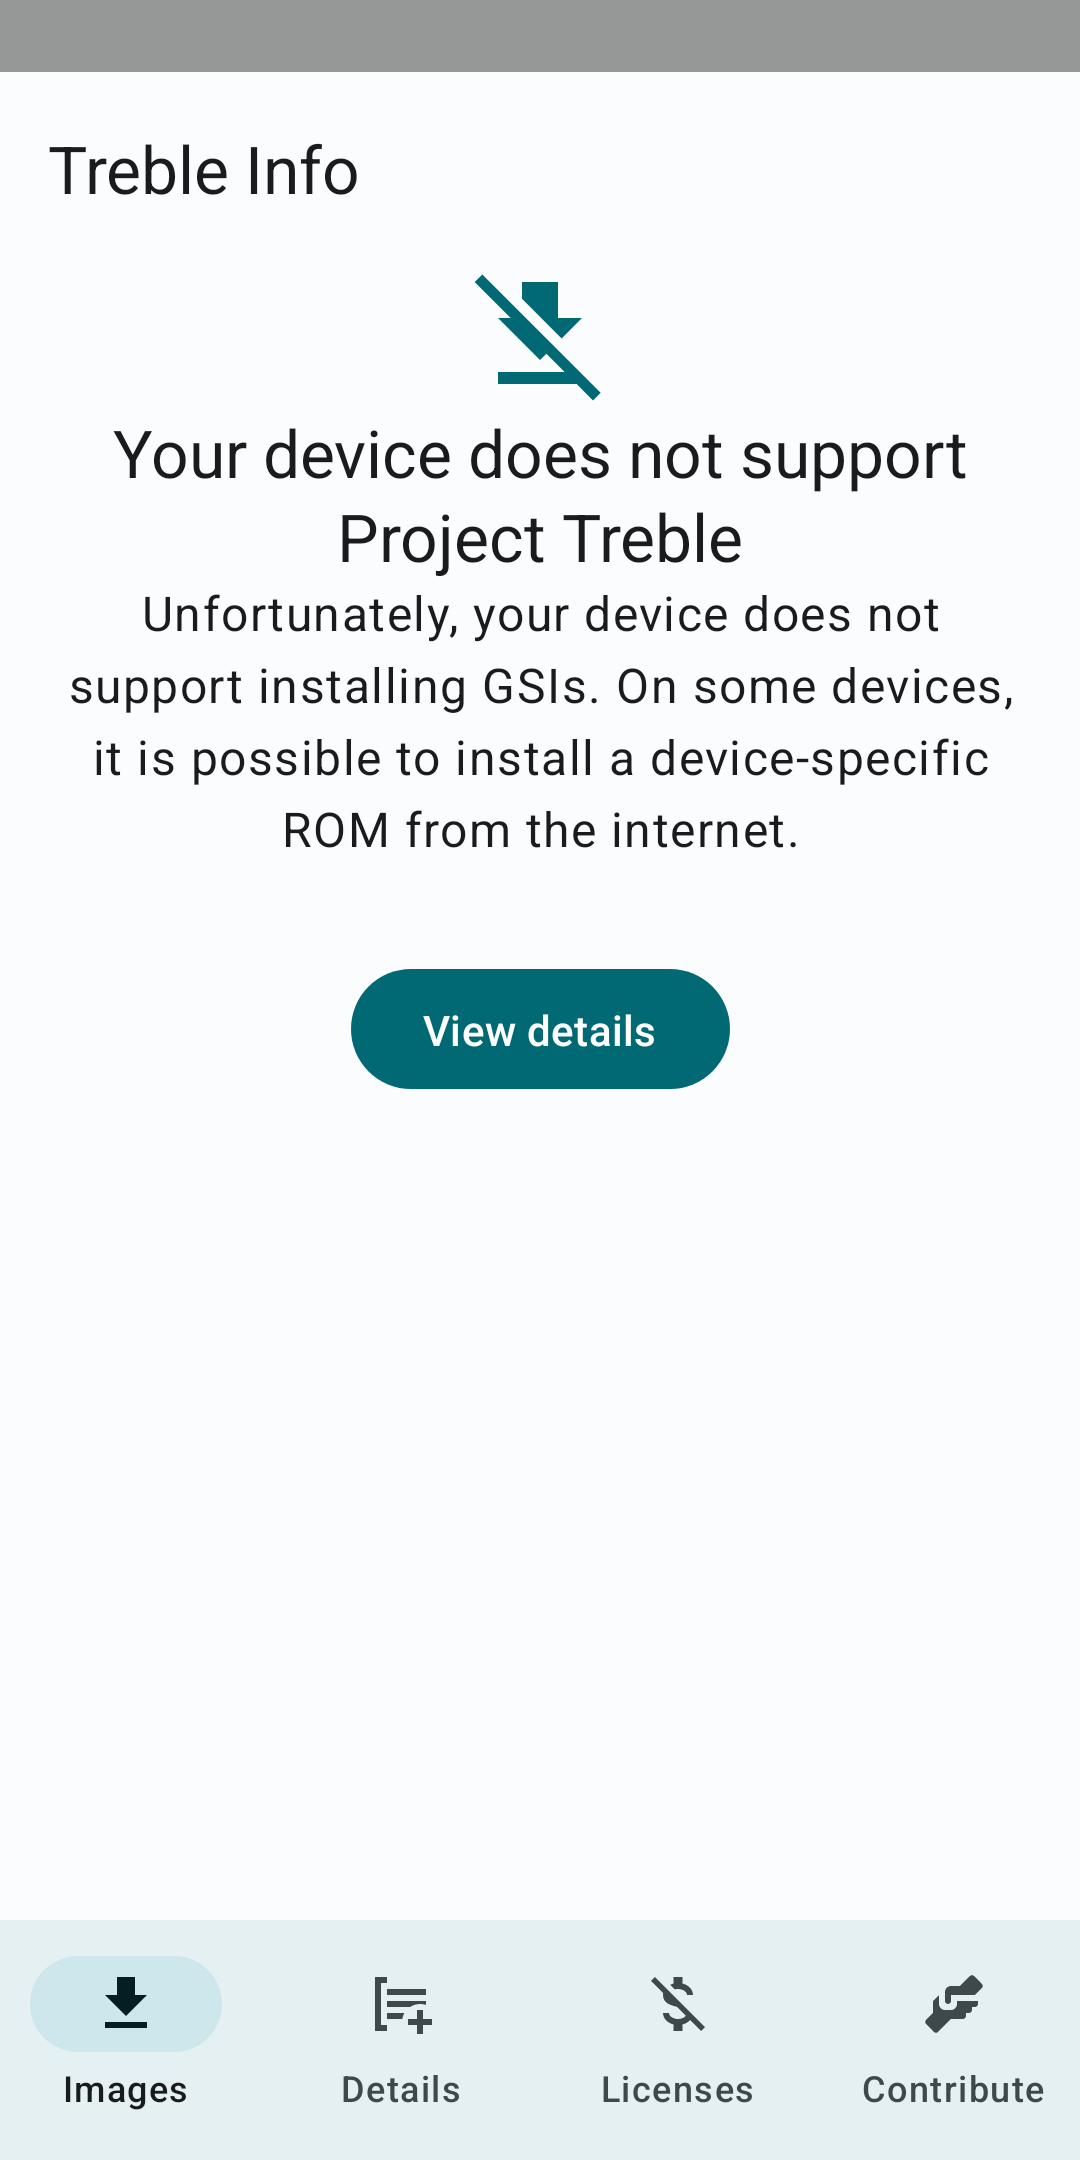 Treble Info
Your device does not support
Project Treble
Unfortunately, your device does not
support installing GSIs. On some devices,
it is possible to install a device-specific
ROM from the internet.
View details
Images
Details
Licenses
Contribute